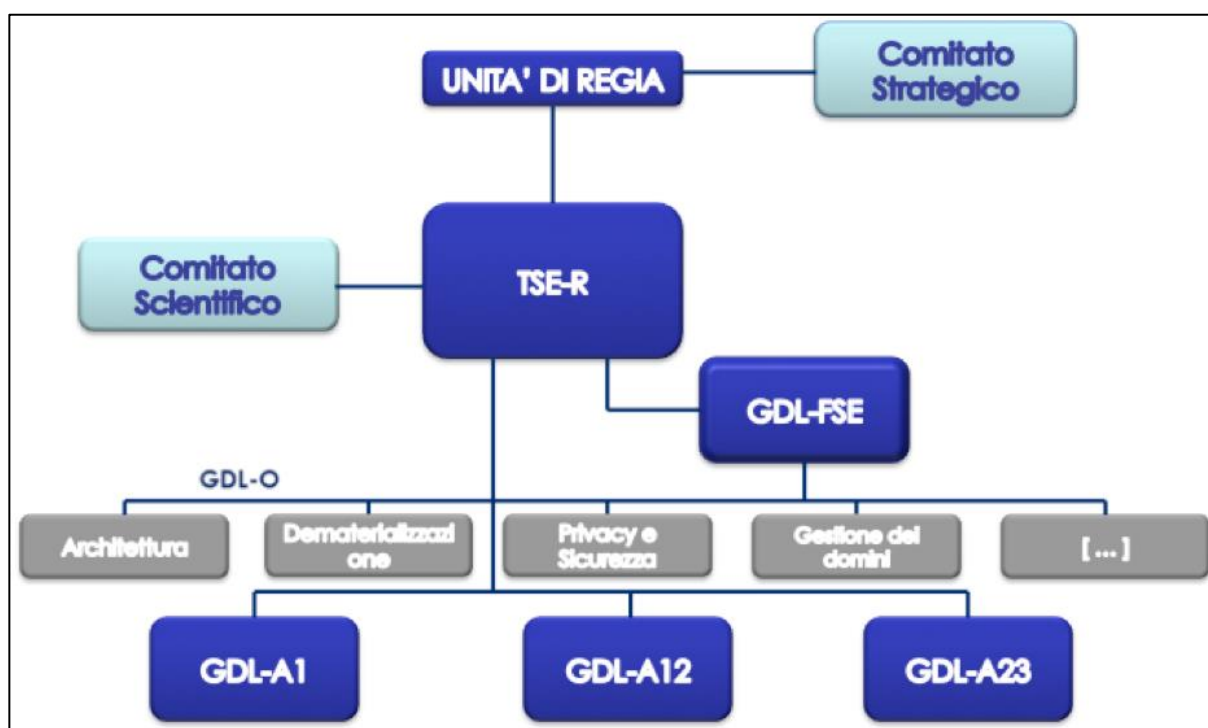 UNITA' DI REGIA
Comitato
Strategico
Comitato
Scientifico
TSE-R
GDL-FSE
GDL-O
Architettura
Dematerializzazi
one
Privacy e
Sicurezza
Gestione dei
domini
[ ... ]
GDL-A1
GDL-A12
GDL-A23